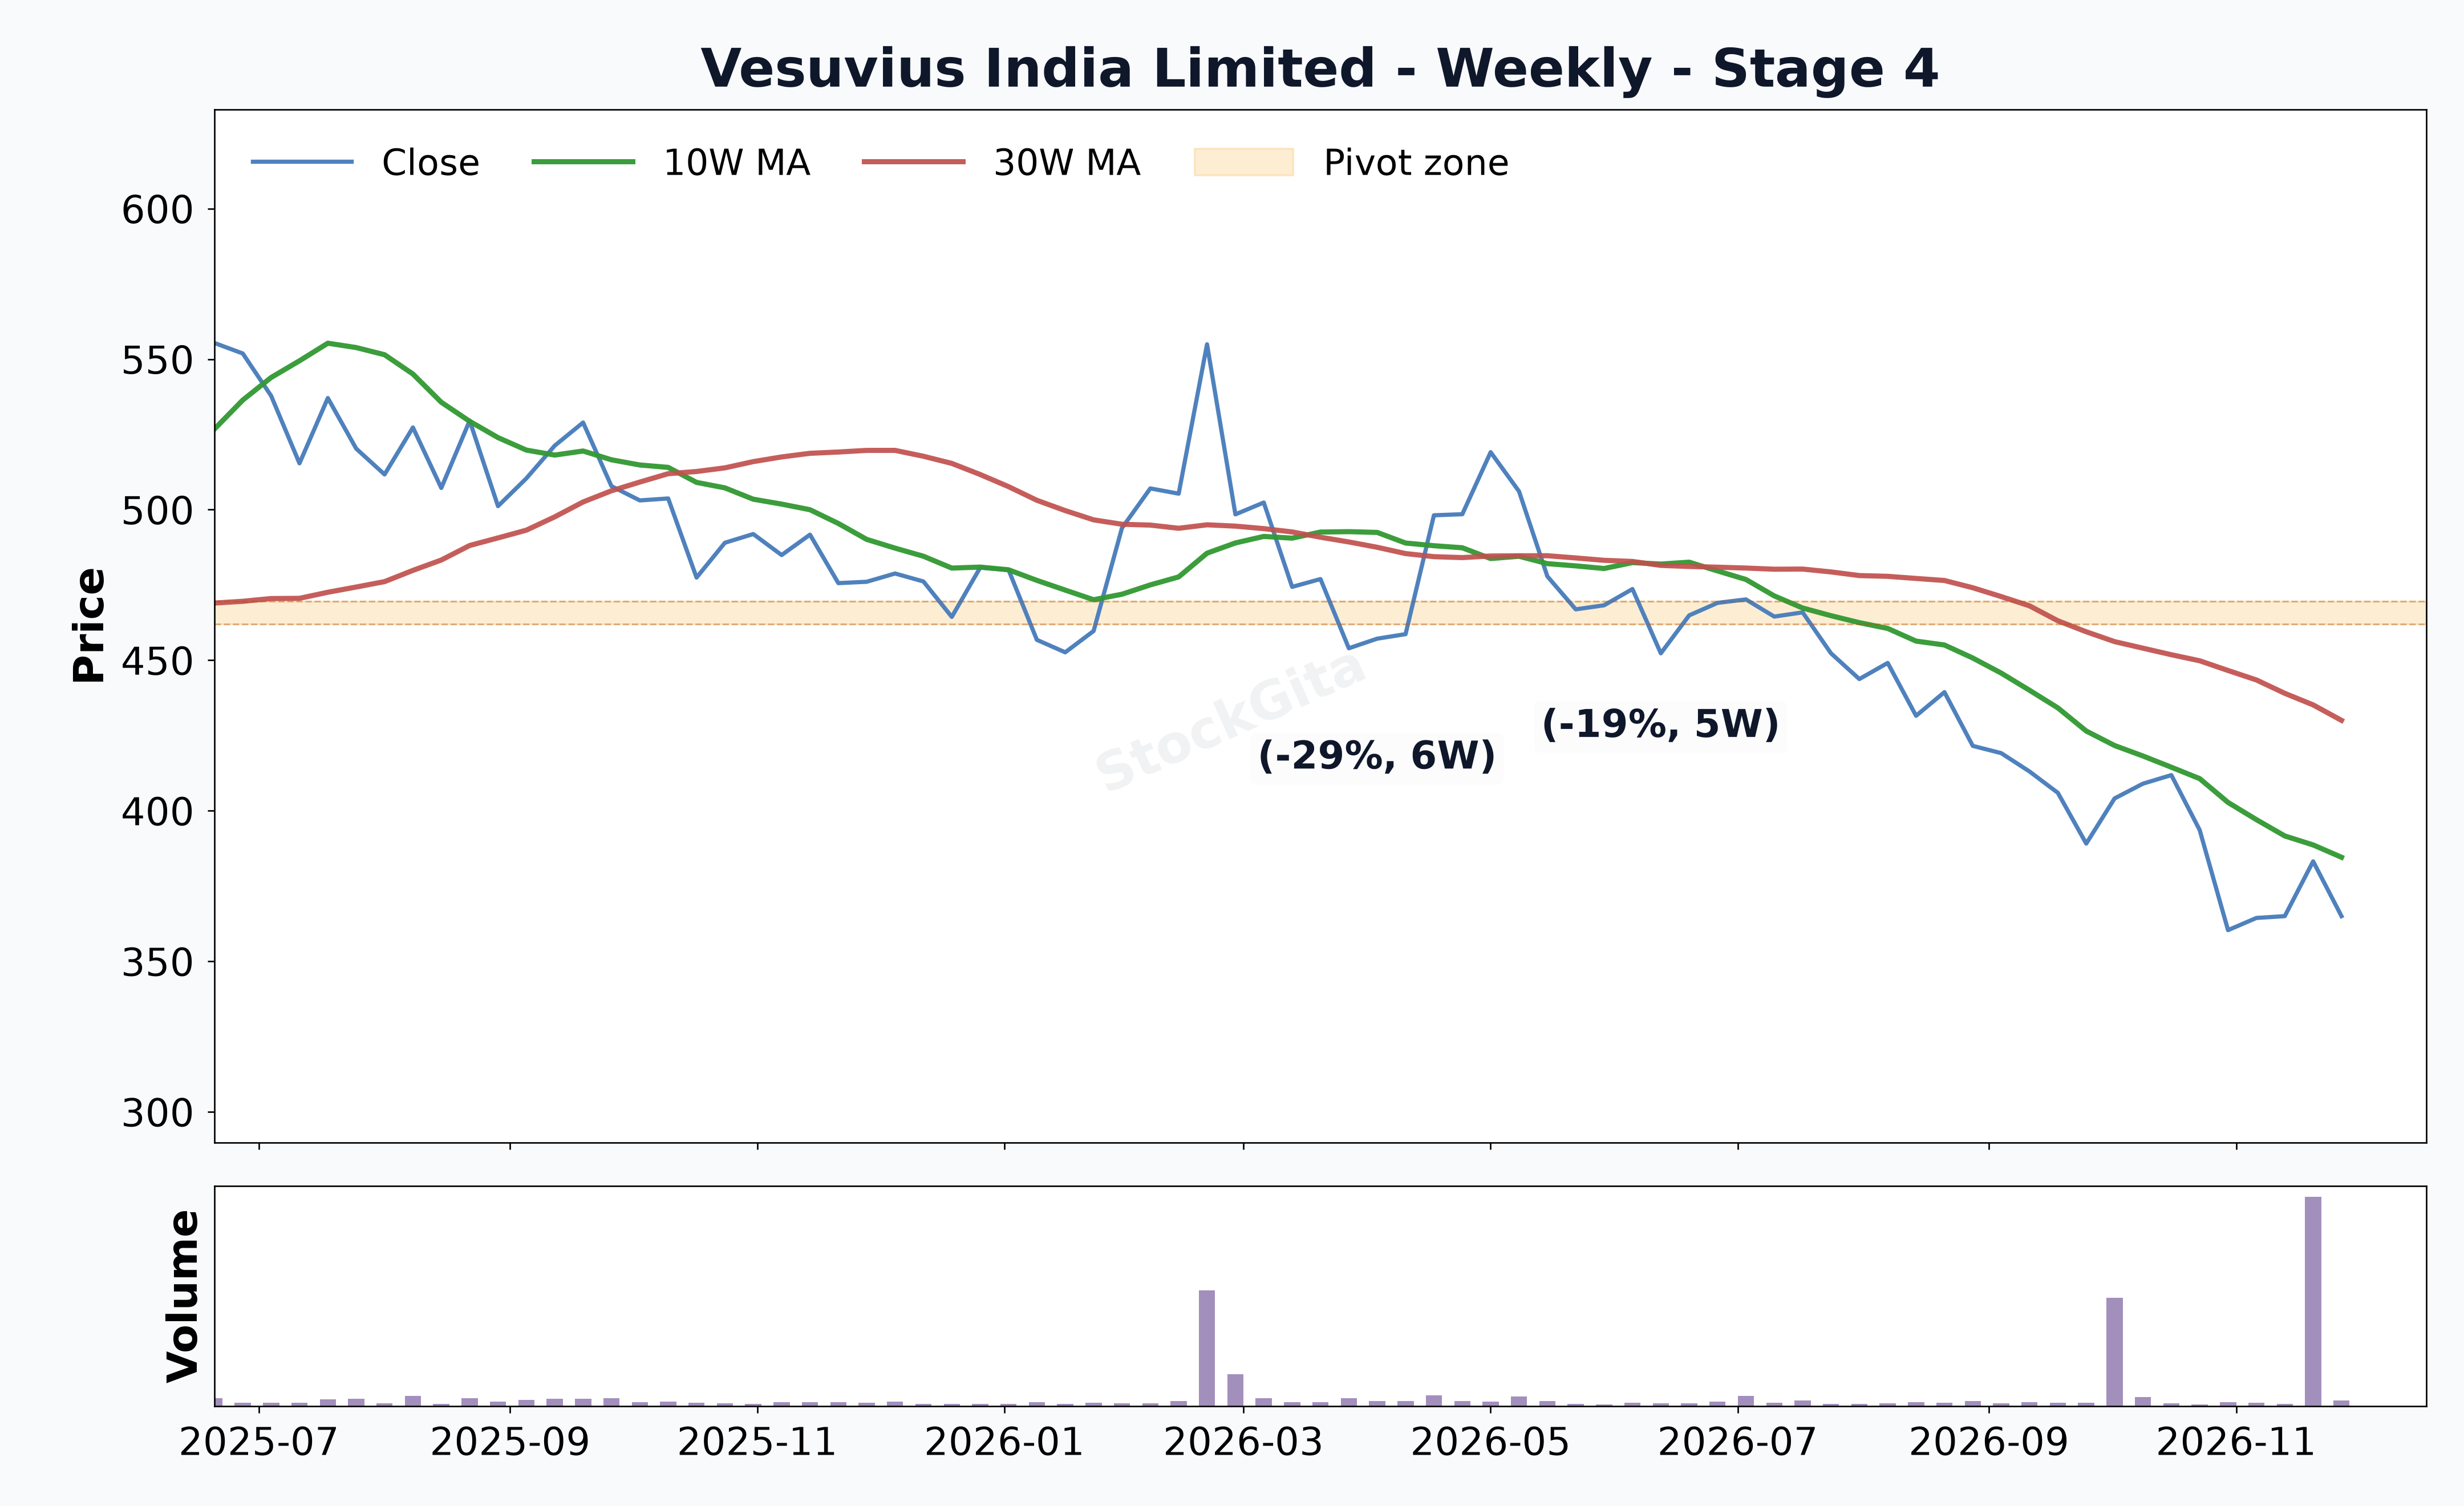 Vesuvius India Limited - Weekly - Stage 4
Close 10W MA 30W MA Pivot zone
600
550
500
450
400
350
300
Price
StockGita
(-29%, 6W)
(-19%, 5W)
Volume
2025-07 2025-09 2025-11 2026-01 2026-03 2026-05 2026-07 2026-09 2026-11